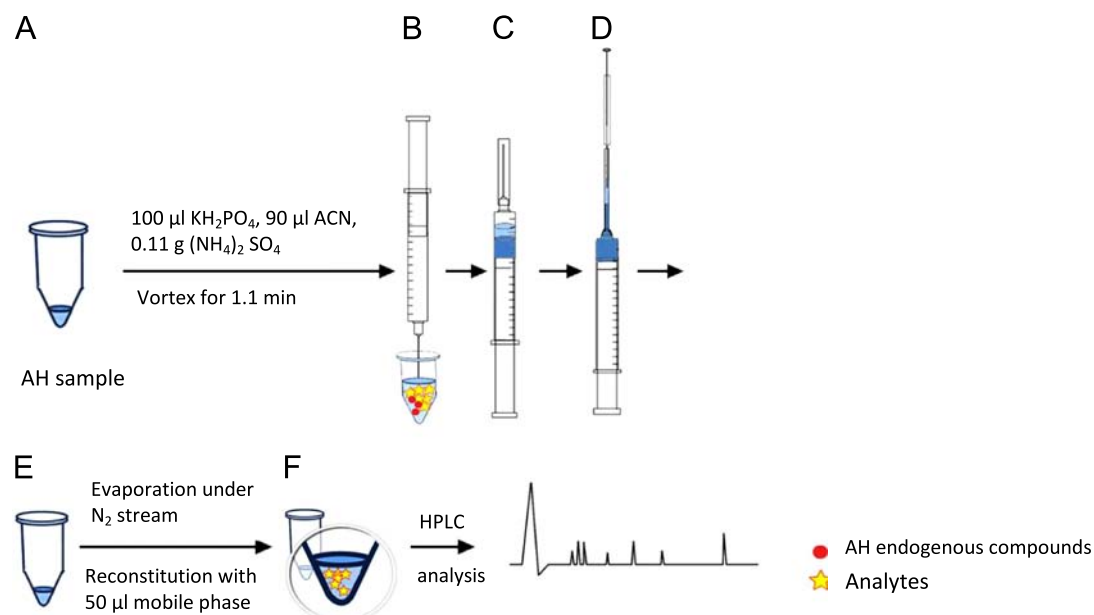 A
B
C
D
100 µl KH₂PO₄, 90 µl ACN,
0.11 g (NH₄)₂ SO₄
Vortex for 1.1 min
AH sample
E
F
Evaporation under
N₂ stream
Reconstitution with
50 µl mobile phase
HPLC
analysis
AH endogenous compounds
Analytes